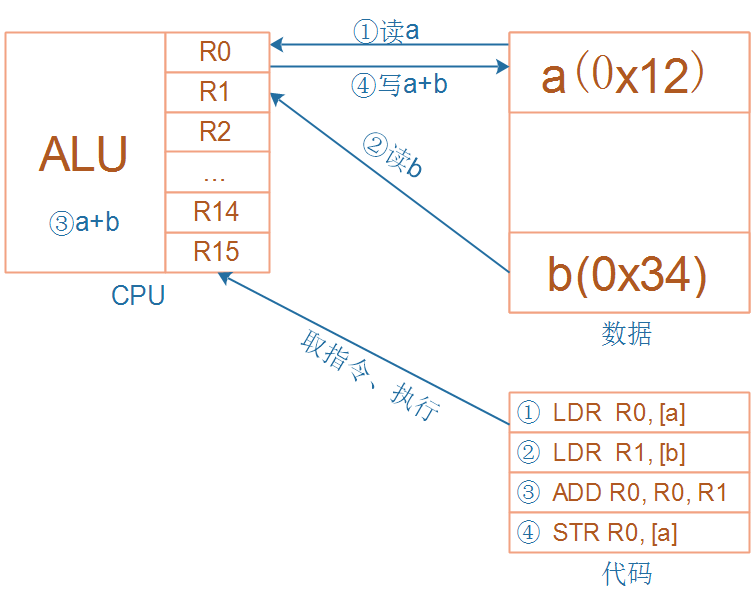 ①读a
④写a+b
②读b
ALU
③a+b
R0
R1
R2
...
R14
R15
CPU
a(0x12)
b(0x34)
数据
取指令、执行
① LDR R0, [a]
② LDR R1, [b]
③ ADD R0, R0, R1
④ STR R0, [a]
代码